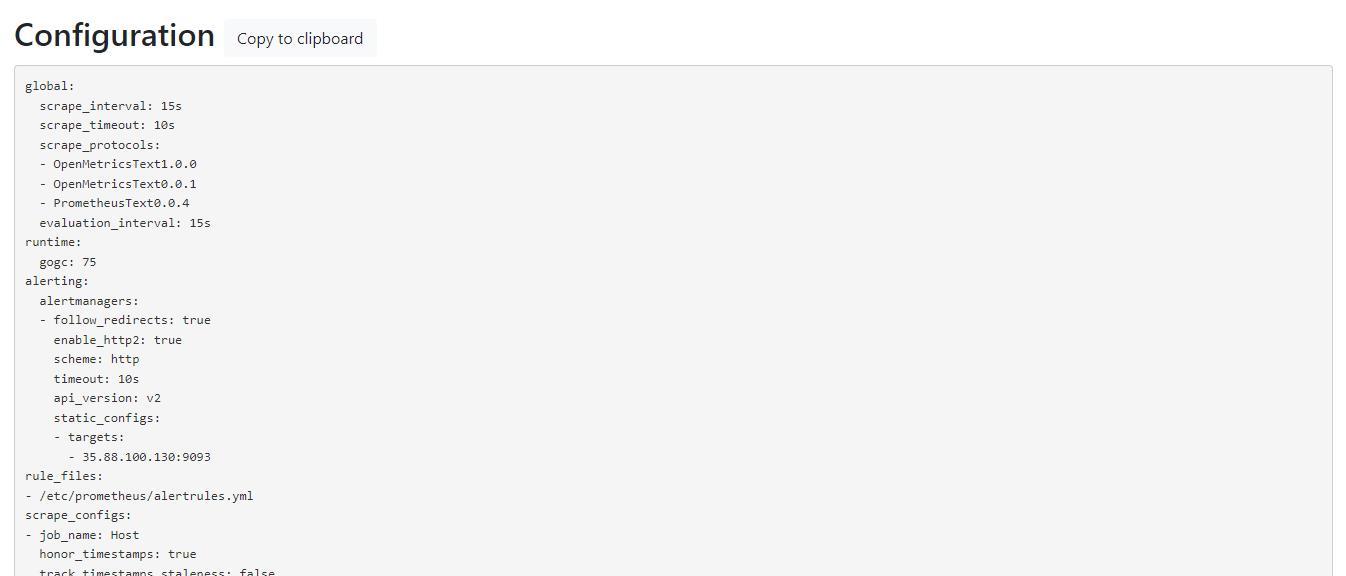 Configuration Copy to clipboard
global:
  scrape_interval: 15s
  scrape_timeout: 10s
  scrape_protocols:
  - OpenMetricsText1.0.0
  - OpenMetricsText0.0.1
  - PrometheusText0.0.4
  evaluation_interval: 15s
runtime:
  gogc: 75
alerting:
  alertmanagers:
  - follow_redirects: true
    enable_http2: true
    scheme: http
    timeout: 10s
    api_version: v2
    static_configs:
    - targets:
      - 35.88.100.130:9093
rule_files:
- /etc/prometheus/alertrules.yml
scrape_configs:
- job_name: Host
  honor_timestamps: true
  track_timestamps_staleness: false